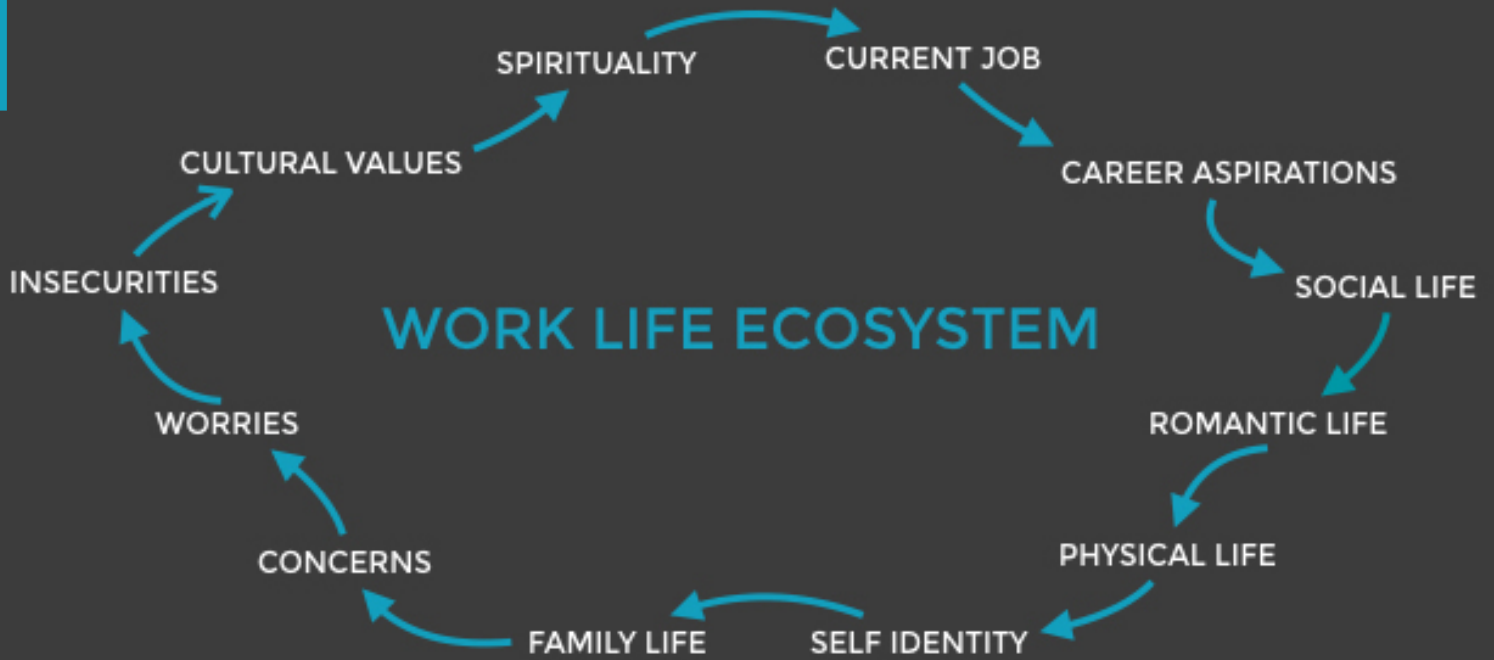 SPIRITUALITY
CURRENT JOB
CULTURAL VALUES
CAREER ASPIRATIONS
INSECURITIES
SOCIAL LIFE
WORK LIFE ECOSYSTEM
WORRIES
ROMANTIC LIFE
CONCERNS
PHYSICAL LIFE
FAMILY LIFE
SELF IDENTITY